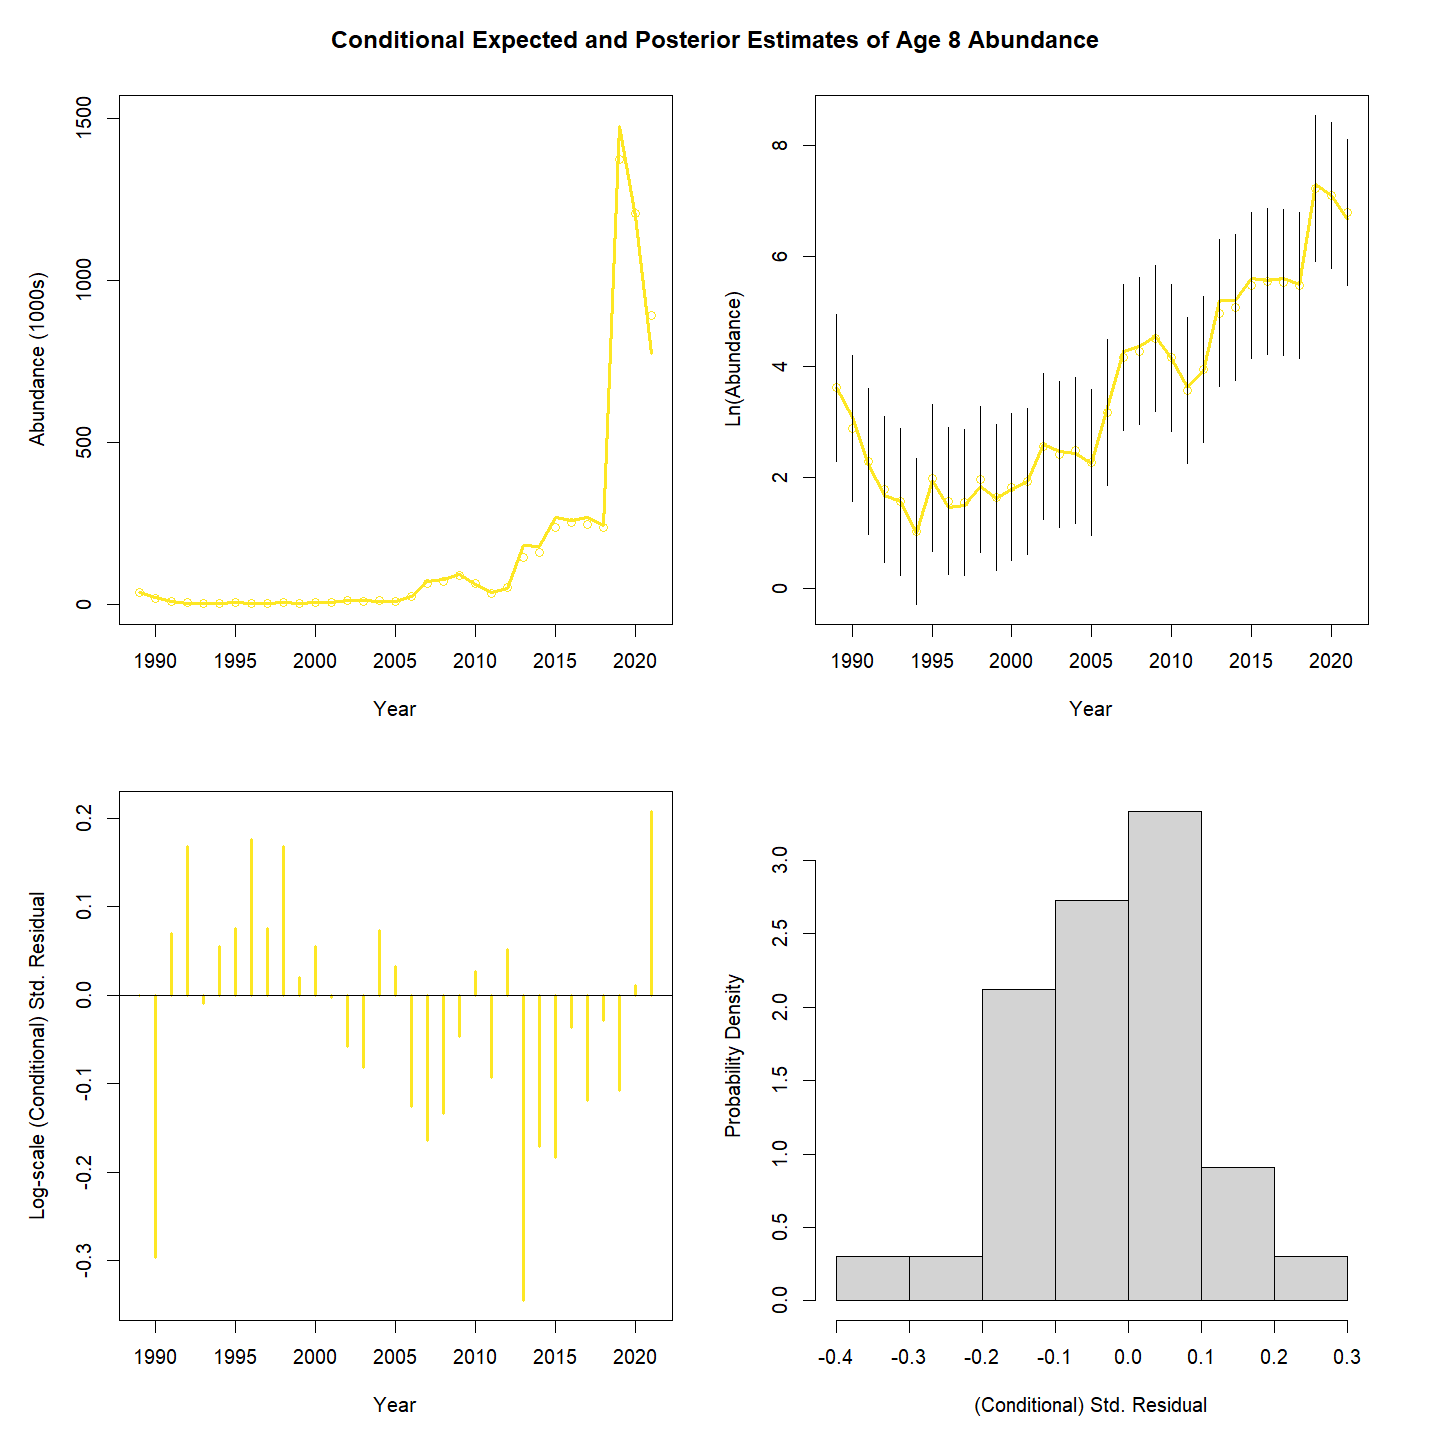 Conditional Expected and Posterior Estimates of Age 8 Abundance
Abundance (1000s)
1500
1000
500
0
1990 1995 2000 2005 2010 2015 2020
Year
Ln(Abundance)
8
6
4
2
0
1990 1995 2000 2005 2010 2015 2020
Year
Log-scale (Conditional) Std. Residual
0.2
0.1
0.0
-0.1
-0.2
-0.3
1990 1995 2000 2005 2010 2015 2020
Year
Probability Density
3.0
2.5
2.0
1.5
1.0
0.5
0.0
-0.4 -0.3 -0.2 -0.1 0.0 0.1 0.2 0.3
(Conditional) Std. Residual